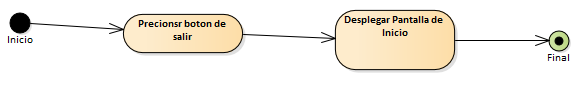 Inicio
Precionsr boton de
salir
Desplegar Pantalla de
Inicio
Final